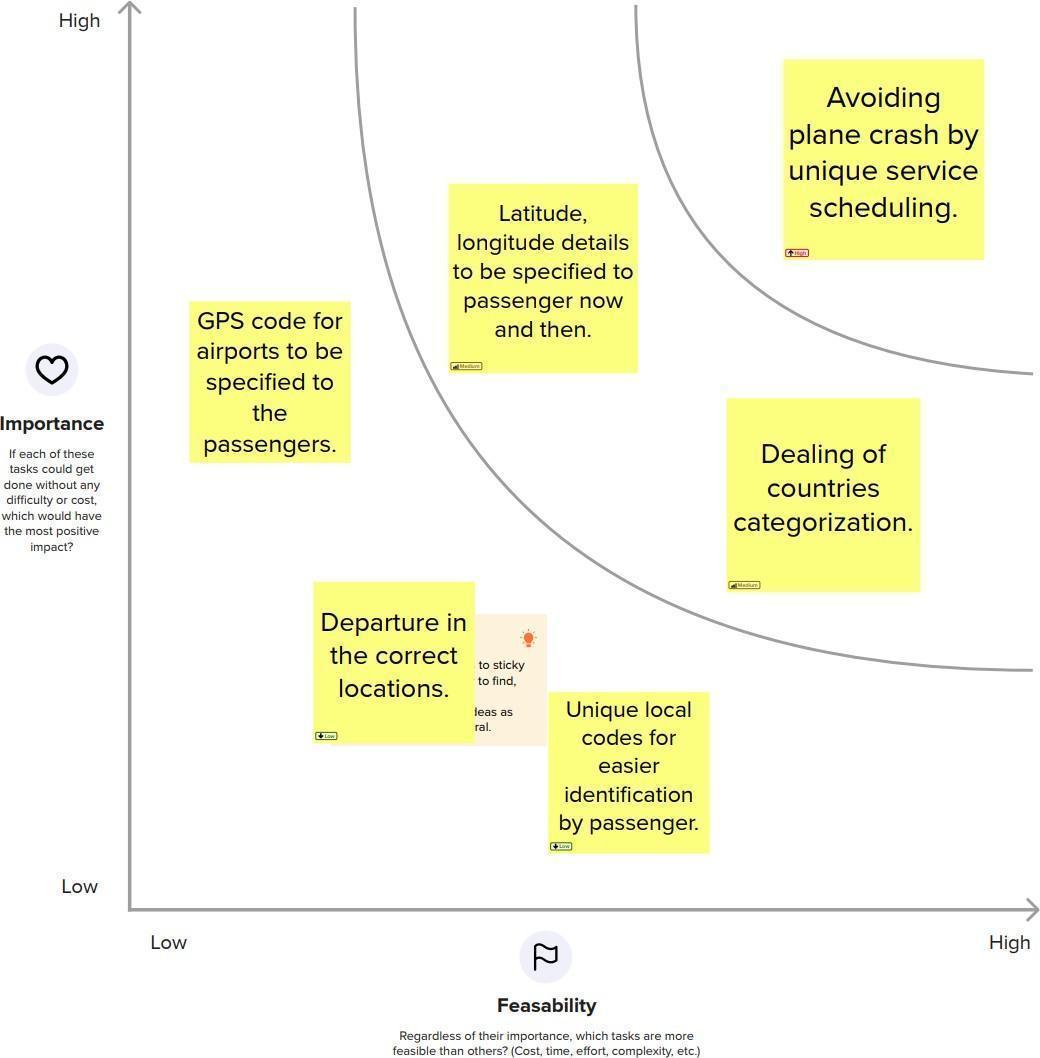 High
Avoiding
plane crash by
unique service
scheduling.
High
Latitude,
longitude details
to be specified to
passenger now
and then.
Medium
GPS code for
airports to be
specified to
the
passengers.
Importance
If each of these
tasks could get
done without any
difficulty or cost,
which would have
the most positive
impact?
Dealing of
countries
categorization.
Medium
Departure in
the correct
locations.
Low
to sticky
to find,
deas as
ral.
Unique local
codes for
easier
identification
by passenger.
Low
Low
Low
High
Feasability
Regardless of their importance, which tasks are more
feasible than others? (Cost, time, effort, complexity, etc.)